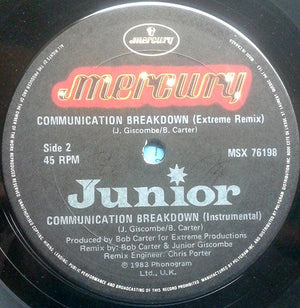 mercury
mercury
COMMUNICATION BREAKDOWN (Extreme Remix)
(J. Giscombe/B. Carter)
Side 2
45 RPM
MSX 76198
Junior
COMMUNICATION BREAKDOWN (Instrumental)
(J. Giscombe/B. Carter)
Produced by Bob Carter for Extreme Productions
Remix by: Bob Carter & Junior Giscombe
Remix Engineer: Chris Porter
℗ © 1983 Phonogram
Ltd., U.K.